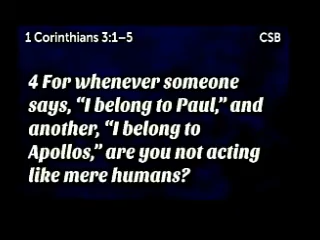 1 Corinthians 3:1–5 CSB
4 For whenever someone
says, “I belong to Paul,” and
another, “I belong to
Apollos,” are you not acting
like mere humans?